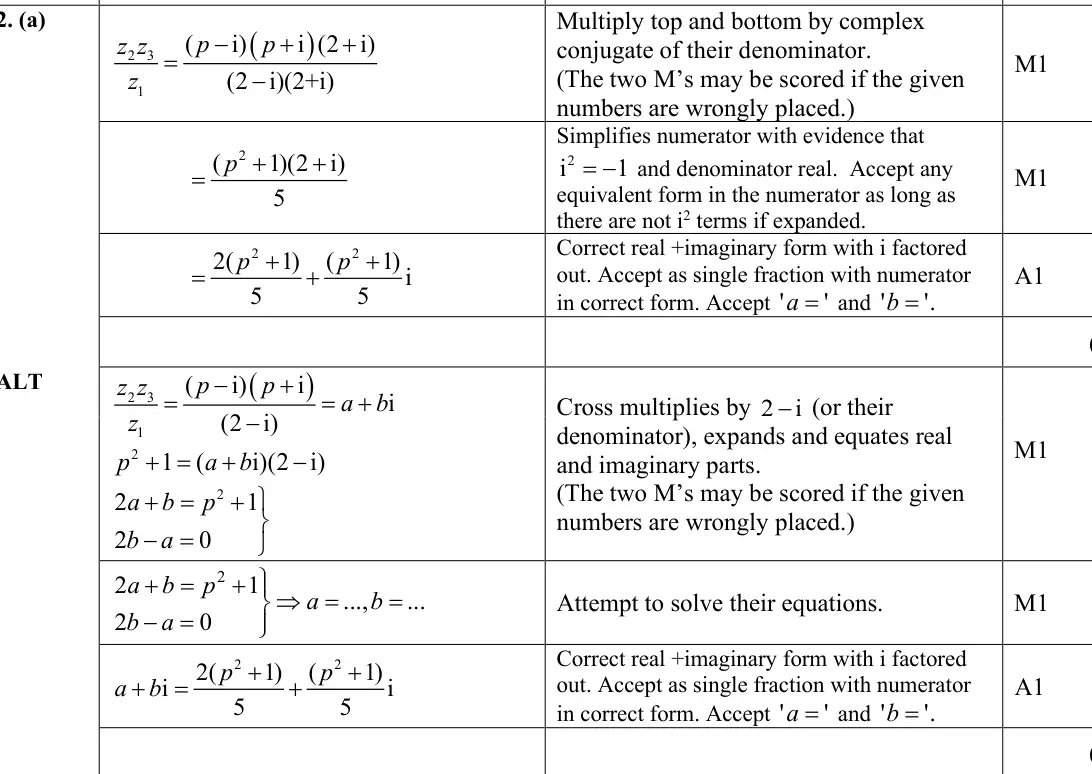 2. (a)
z₂z₃/z₁ = (p − i)(p + i)(2 + i)/(2 − i)(2+i)
Multiply top and bottom by complex
conjugate of their denominator.
(The two M’s may be scored if the given
numbers are wrongly placed.)
M1
= (p² + 1)(2 + i)/5
Simplifies numerator with evidence that
i² = −1 and denominator real. Accept any
equivalent form in the numerator as long as
there are not i² terms if expanded.
M1
= 2(p² + 1)/5 + (p² + 1)/5 i
Correct real +imaginary form with i factored
out. Accept as single fraction with numerator
in correct form. Accept 'a = ' and 'b = '.
A1
(
ALT
z₂z₃/z₁ = (p − i)(p + i)/(2 − i) = a + bi
p² + 1 = (a + bi)(2 − i)
2a + b = p² + 1
2b − a = 0 }
Cross multiplies by 2 − i (or their
denominator), expands and equates real
and imaginary parts.
(The two M’s may be scored if the given
numbers are wrongly placed.)
M1
2a + b = p² + 1
2b − a = 0 } ⇒ a = ..., b = ...
Attempt to solve their equations.
M1
a + bi = 2(p² + 1)/5 + (p² + 1)/5 i
Correct real +imaginary form with i factored
out. Accept as single fraction with numerator
in correct form. Accept 'a = ' and 'b = '.
A1
(